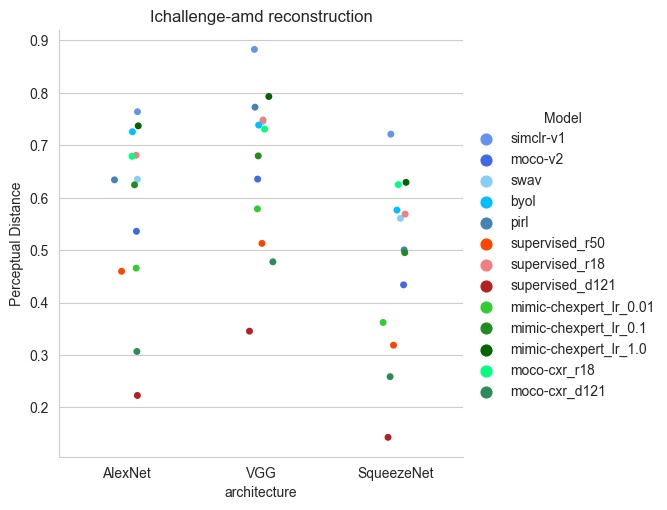 Ichallenge-amd reconstruction
0.9
0.8
0.7
0.6
0.5
0.4
0.3
0.2
Perceptual Distance
AlexNet VGG SqueezeNet
architecture
Model
simclr-v1
moco-v2
swav
byol
pirl
supervised_r50
supervised_r18
supervised_d121
mimic-chexpert_lr_0.01
mimic-chexpert_lr_0.1
mimic-chexpert_lr_1.0
moco-cxr_r18
moco-cxr_d121